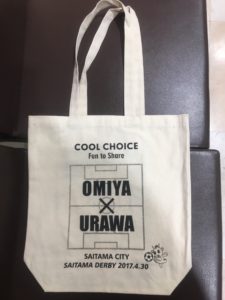 COOL CHOICE
Fun to Share
OMIYA
×
URAWA
SAITAMA CITY
SAITAMA DERBY 2017.4.30